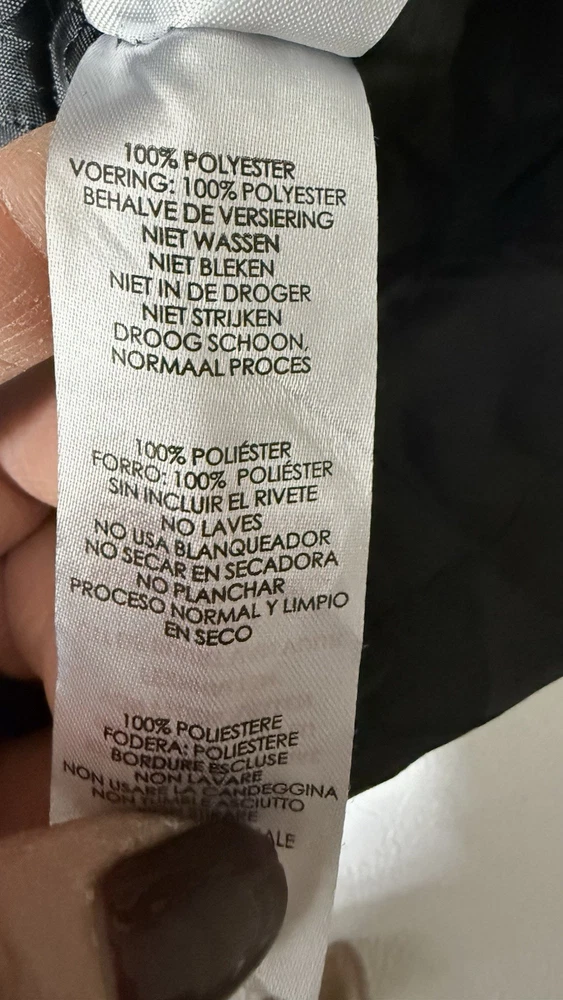 100% POLYESTER
VOERING: 100% POLYESTER
BEHALVE DE VERSIERING
NIET WASSEN
NIET BLEKEN
NIET IN DE DROGER
NIET STRIJKEN
DROOG SCHOON,
NORMAAL PROCES
100% POLIÉSTER
FORRO: 100% POLIÉSTER
SIN INCLUIR EL RIVETE
NO LAVES
NO USA BLANQUEADOR
NO SECAR EN SECADORA
NO PLANCHAR
PROCESO NORMAL Y LIMPIO
EN SECO
100% POLIESTERE
FODERA: POLIESTERE
BORDURE ESCLUSE
NON LAVARE
NON USARE LA CANDEGGINA
NON TUMBLE ASCIUTTO